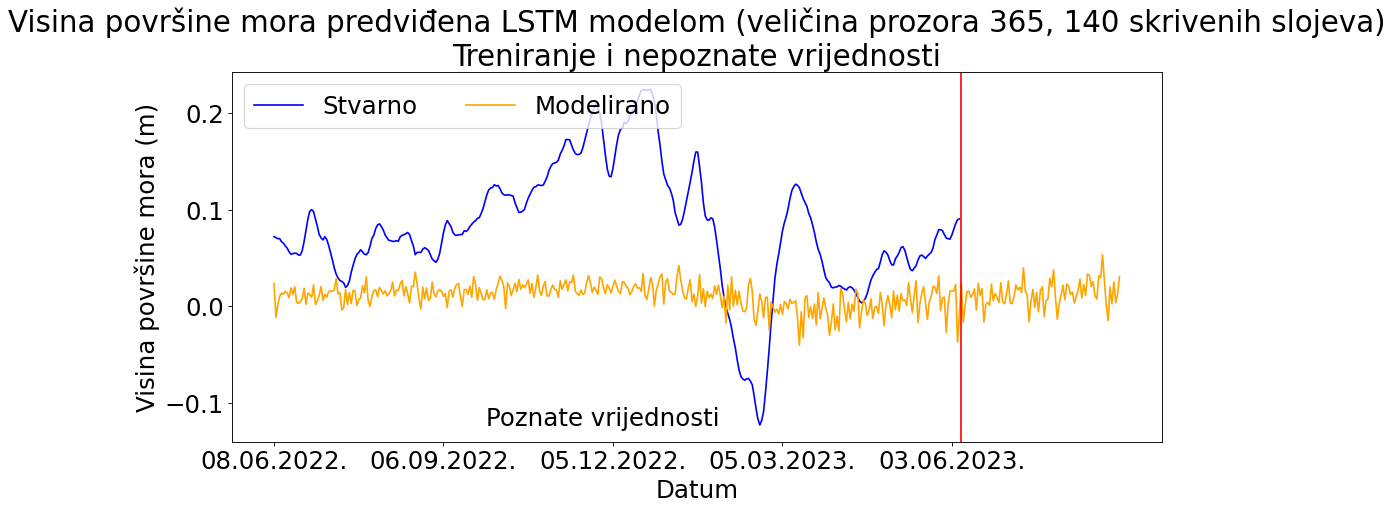 Visina površine mora predviđena LSTM modelom (veličina prozora 365, 140 skrivenih slojeva)
Treniranje i nepoznate vrijednosti
Stvarno Modelirano
Visina površine mora (m)
0.2
0.1
0.0
−0.1
Poznate vrijednosti
08.06.2022. 06.09.2022. 05.12.2022. 05.03.2023. 03.06.2023.
Datum